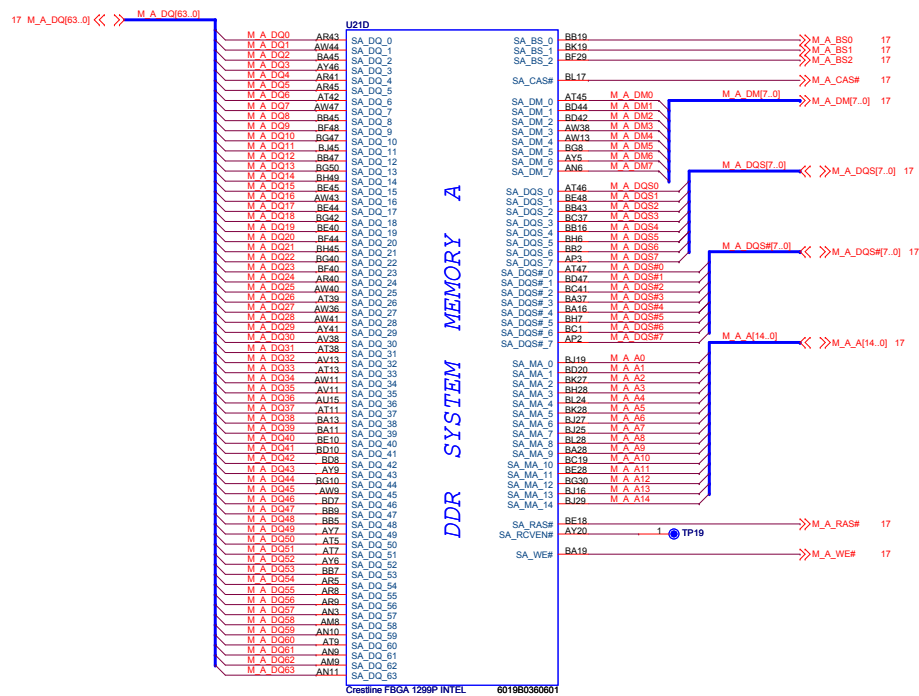 17 M_A_DQ[63..0]
M_A_DQ[63..0]
U21D
M_A_DQ0 AR43 SA_DQ_0
M_A_DQ1 AW44 SA_DQ_1
M_A_DQ2 BA45 SA_DQ_2
M_A_DQ3 AY46 SA_DQ_3
M_A_DQ4 AR41 SA_DQ_4
M_A_DQ5 AR45 SA_DQ_5
M_A_DQ6 AT42 SA_DQ_6
M_A_DQ7 AW47 SA_DQ_7
M_A_DQ8 BB45 SA_DQ_8
M_A_DQ9 BF48 SA_DQ_9
M_A_DQ10 BG47 SA_DQ_10
M_A_DQ11 BJ45 SA_DQ_11
M_A_DQ12 BB47 SA_DQ_12
M_A_DQ13 BG50 SA_DQ_13
M_A_DQ14 BH49 SA_DQ_14
M_A_DQ15 BE45 SA_DQ_15
M_A_DQ16 AW43 SA_DQ_16
M_A_DQ17 BE44 SA_DQ_17
M_A_DQ18 BG42 SA_DQ_18
M_A_DQ19 BE40 SA_DQ_19
M_A_DQ20 BF44 SA_DQ_20
M_A_DQ21 BH45 SA_DQ_21
M_A_DQ22 BG40 SA_DQ_22
M_A_DQ23 BF40 SA_DQ_23
M_A_DQ24 AR40 SA_DQ_24
M_A_DQ25 AW40 SA_DQ_25
M_A_DQ26 AT39 SA_DQ_26
M_A_DQ27 AW36 SA_DQ_27
M_A_DQ28 AW41 SA_DQ_28
M_A_DQ29 AY41 SA_DQ_29
M_A_DQ30 AV38 SA_DQ_30
M_A_DQ31 AT38 SA_DQ_31
M_A_DQ32 AV13 SA_DQ_32
M_A_DQ33 AT13 SA_DQ_33
M_A_DQ34 AW11 SA_DQ_34
M_A_DQ35 AV11 SA_DQ_35
M_A_DQ36 AU15 SA_DQ_36
M_A_DQ37 AT11 SA_DQ_37
M_A_DQ38 BA13 SA_DQ_38
M_A_DQ39 BA11 SA_DQ_39
M_A_DQ40 BE10 SA_DQ_40
M_A_DQ41 BD10 SA_DQ_41
M_A_DQ42 BD8 SA_DQ_42
M_A_DQ43 AY9 SA_DQ_43
M_A_DQ44 BG10 SA_DQ_44
M_A_DQ45 AW9 SA_DQ_45
M_A_DQ46 BD7 SA_DQ_46
M_A_DQ47 BB9 SA_DQ_47
M_A_DQ48 BB5 SA_DQ_48
M_A_DQ49 AY7 SA_DQ_49
M_A_DQ50 AT5 SA_DQ_50
M_A_DQ51 AT7 SA_DQ_51
M_A_DQ52 AY6 SA_DQ_52
M_A_DQ53 BB7 SA_DQ_53
M_A_DQ54 AR5 SA_DQ_54
M_A_DQ55 AR8 SA_DQ_55
M_A_DQ56 AR9 SA_DQ_56
M_A_DQ57 AN3 SA_DQ_57
M_A_DQ58 AM8 SA_DQ_58
M_A_DQ59 AN10 SA_DQ_59
M_A_DQ60 AT9 SA_DQ_60
M_A_DQ61 AN9 SA_DQ_61
M_A_DQ62 AM9 SA_DQ_62
M_A_DQ63 AN11 SA_DQ_63
DDR SYSTEM MEMORY A
SA_BS_0 BB19 M_A_BS0 17
SA_BS_1 BK19 M_A_BS1 17
SA_BS_2 BF29 M_A_BS2 17
SA_CAS# BL17 M_A_CAS# 17
SA_DM_0 AT45 M_A_DM0
SA_DM_1 BD44 M_A_DM1
SA_DM_2 BD42 M_A_DM2
SA_DM_3 AW38 M_A_DM3
SA_DM_4 AW13 M_A_DM4
SA_DM_5 BG8 M_A_DM5
SA_DM_6 AY5 M_A_DM6
SA_DM_7 AN6 M_A_DM7
M_A_DM[7..0] M_A_DM[7..0] 17
SA_DQS_0 AT46 M_A_DQS0
SA_DQS_1 BE48 M_A_DQS1
SA_DQS_2 BB43 M_A_DQS2
SA_DQS_3 BC37 M_A_DQS3
SA_DQS_4 BB16 M_A_DQS4
SA_DQS_5 BH6 M_A_DQS5
SA_DQS_6 BB2 M_A_DQS6
SA_DQS_7 AP3 M_A_DQS7
M_A_DQS[7..0] M_A_DQS[7..0] 17
SA_DQS#_0 AT47 M_A_DQS#0
SA_DQS#_1 BD47 M_A_DQS#1
SA_DQS#_2 BC41 M_A_DQS#2
SA_DQS#_3 BA37 M_A_DQS#3
SA_DQS#_4 BA16 M_A_DQS#4
SA_DQS#_5 BH7 M_A_DQS#5
SA_DQS#_6 BC1 M_A_DQS#6
SA_DQS#_7 AP2 M_A_DQS#7
M_A_DQS#[7..0] M_A_DQS#[7..0] 17
SA_MA_0 BJ19 M_A_A0
SA_MA_1 BD20 M_A_A1
SA_MA_2 BK27 M_A_A2
SA_MA_3 BH28 M_A_A3
SA_MA_4 BL24 M_A_A4
SA_MA_5 BK28 M_A_A5
SA_MA_6 BJ27 M_A_A6
SA_MA_7 BJ25 M_A_A7
SA_MA_8 BL28 M_A_A8
SA_MA_9 BA28 M_A_A9
SA_MA_10 BC19 M_A_A10
SA_MA_11 BE28 M_A_A11
SA_MA_12 BG30 M_A_A12
SA_MA_13 BJ16 M_A_A13
SA_MA_14 BJ29 M_A_A14
M_A_A[14..0] M_A_A[14..0] 17
SA_RAS# BE18 M_A_RAS# 17
SA_RCVEN# AY20 1 TP19
SA_WE# BA19 M_A_WE# 17
Crestline FBGA 1299P INTEL 6019B0360601